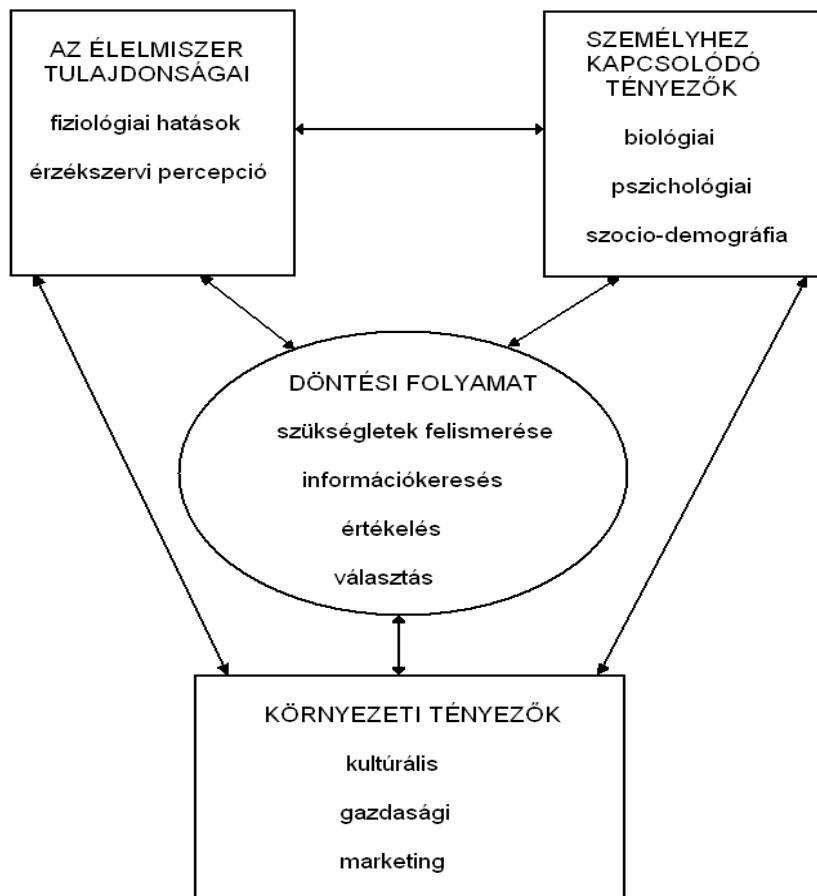 AZ ÉLELMISZER
TULAJDONSÁGAI
fiziológiai hatások
érzékszervi percepció
SZEMÉLYHEZ
KAPCSOLÓDÓ
TÉNYEZŐK
biológiai
pszichológiai
szocio-demográfia
DÖNTÉSI FOLYAMAT
szükségletek felismerése
információkeresés
értékelés
választás
KÖRNYEZETI TÉNYEZŐK
kultúrális
gazdasági
marketing